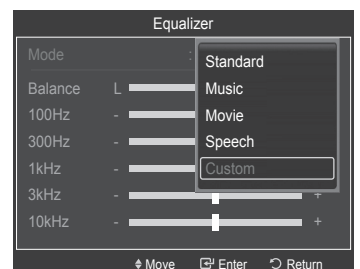 Equalizer
Mode :
Standard
Music
Movie
Speech
Custom
Balance L
100Hz -
300Hz -
1kHz -
3kHz - +
10kHz - +
Move Enter Return